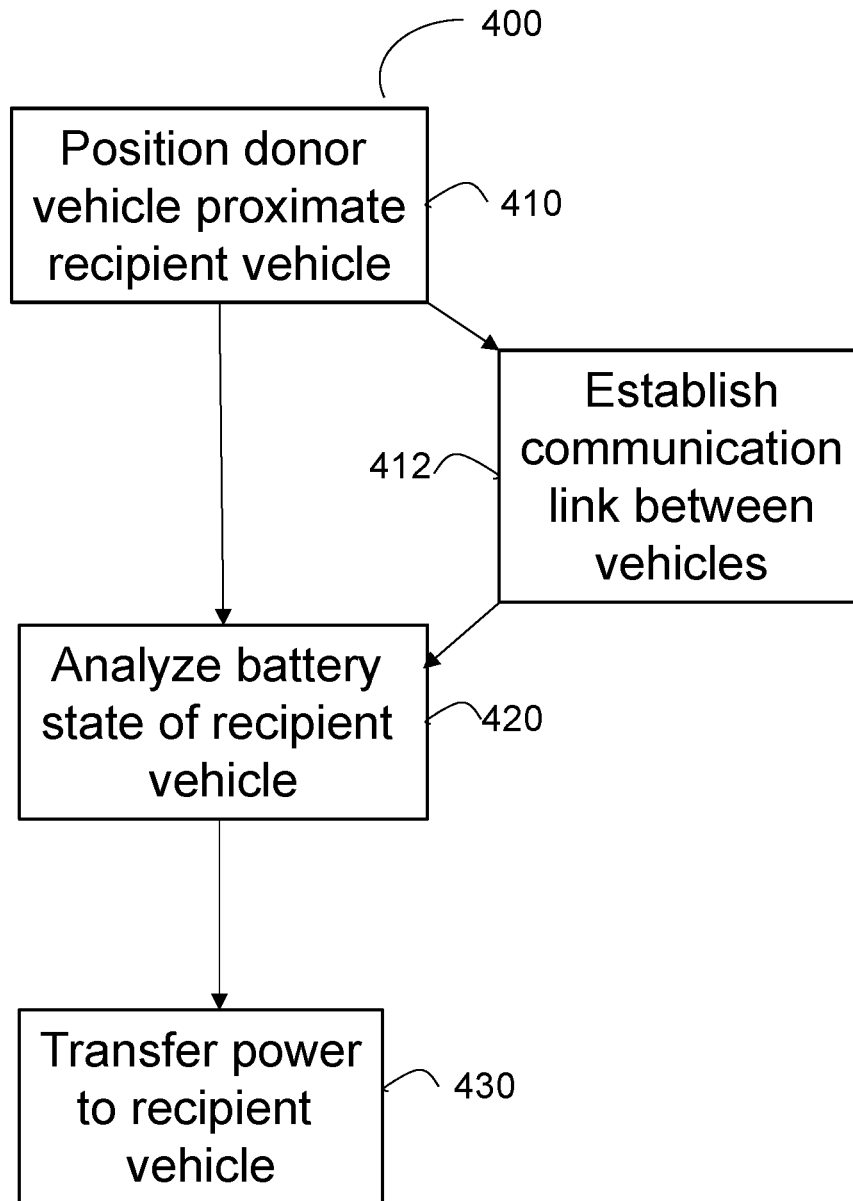 400
Position donor
vehicle proximate
recipient vehicle
410
Establish
communication
link between
vehicles
412
Analyze battery
state of recipient
vehicle
420
Transfer power
to recipient
vehicle
430